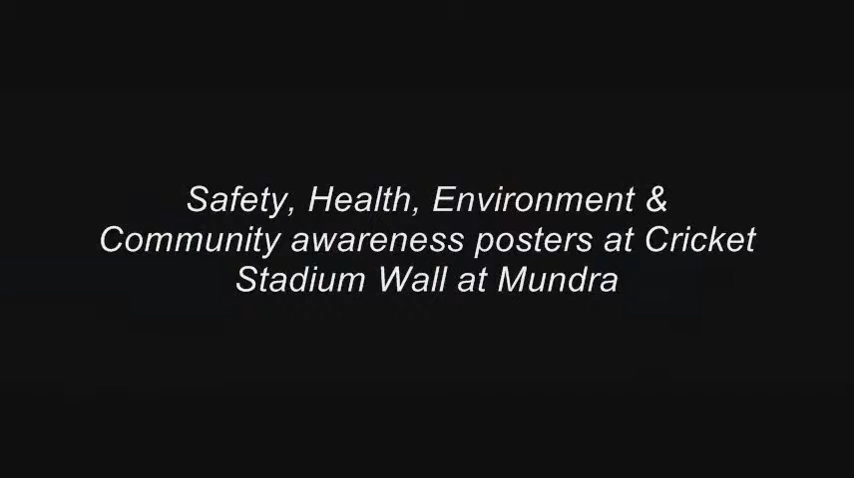 Safety, Health, Environment &
Community awareness posters at Cricket
Stadium Wall at Mundra